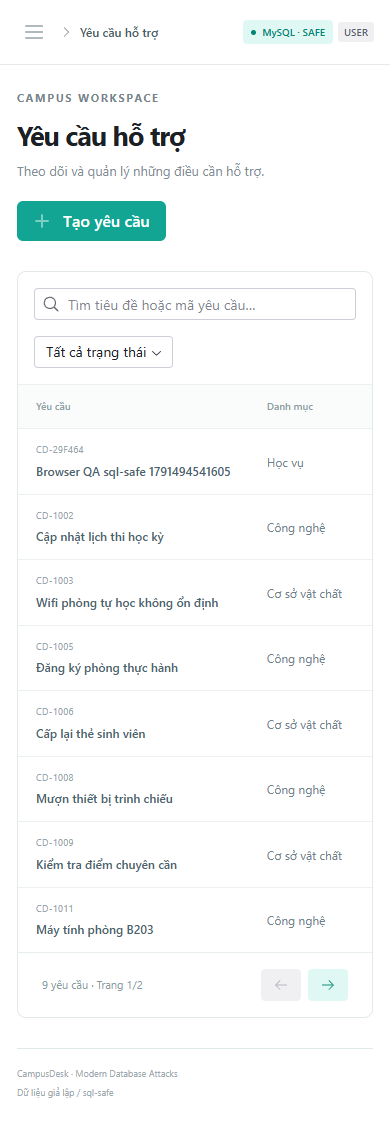 Yêu cầu hỗ trợ
MySQL · SAFE
USER
CAMPUS WORKSPACE
Yêu cầu hỗ trợ
Theo dõi và quản lý những điều cần hỗ trợ.
Tạo yêu cầu
Tìm tiêu đề hoặc mã yêu cầu...
Tất cả trạng thái
Yêu cầu Danh mục
CD-29F464
Browser QA sql-safe 1791494541605
Học vụ
CD-1002
Cập nhật lịch thi học kỳ
Công nghệ
CD-1003
Wifi phòng tự học không ổn định
Cơ sở vật chất
CD-1005
Đăng ký phòng thực hành
Công nghệ
CD-1006
Cấp lại thẻ sinh viên
Cơ sở vật chất
CD-1008
Mượn thiết bị trình chiếu
Công nghệ
CD-1009
Kiểm tra điểm chuyên cần
Cơ sở vật chất
CD-1011
Máy tính phòng B203
Công nghệ
9 yêu cầu · Trang 1/2
CampusDesk · Modern Database Attacks
Dữ liệu giả lập / sql-safe